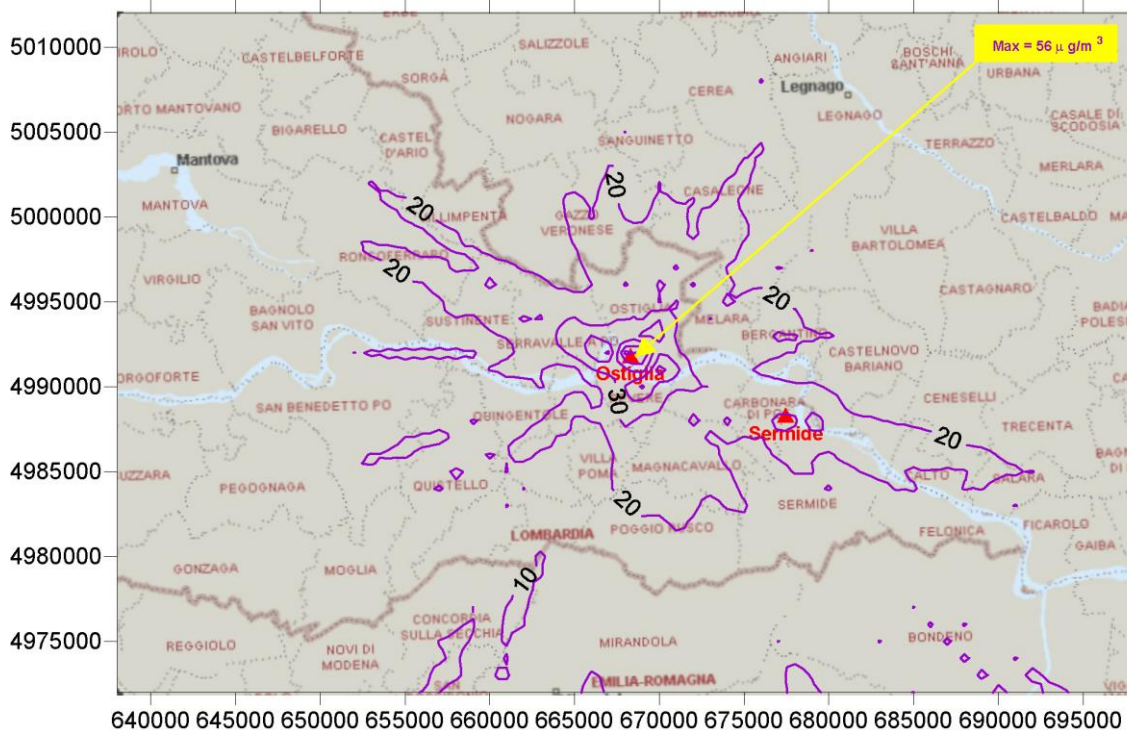 5010000
5005000
5000000
4995000
4990000
4985000
4980000
4975000
640000 645000 650000 655000 660000 665000 670000 675000 680000 685000 690000 695000
Max = 56 μ g/m ³
SALIZZOLE
CASTELBELFORTE
SORGÀ
ANGIARI
BOSCHI
SANT'ANNA
URBANA
ORTO MANTOVANO
BIGARELLO
CASTEL
D'ARIO
NOGARA
SANGUINETTO
CEREA
Legnago
LEGNAGO
CASALE DI
SCODOSIA
TERRAZZO
MERLARA
Mantova
MANTOVA
20
20
20
GAZZO
VERONESE
CASALEONE
CASTELBALDO
VILLA
BARTOLOMEA
RONCOFERRARO
VIRGILIO
BAGNOLO
SAN VITO
SUSTINENTE
OSTIGLIA
MELARA
20
BERGANTINO
CASTAGNARO
SERRAVALLE A PO
CASTELNOVO
BARIANO
ORGOFORTE
Ostiglia
30
SAN BENEDETTO PO
QUINGENTOLE
CARBONARA
DI PO
Sermide
CENESELLI
TRECENTA
20
UZZARA
PEGOGNAGA
QUISTELLO
VILLA
POMA
MAGNACAVALLO
SERMIDE
SALARA
20
POGGIO RUSCO
LOMBARDIA
FELONICA
FICAROLO
GAIBA
GONZAGA
MOGLIA
10
REGGIOLO
NOVI DI
MODENA
CONCORDIA
SULLA SECCHIA
MIRANDOLA
BONDENO
SAN
EMILIA-ROMAGNA